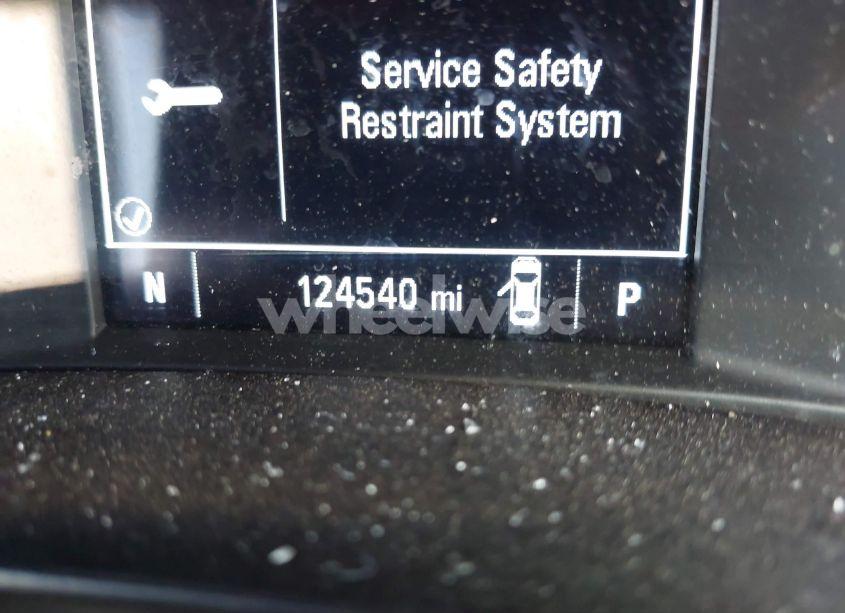 Service Safety
Restraint System
N 124540 mi P
wheelwise